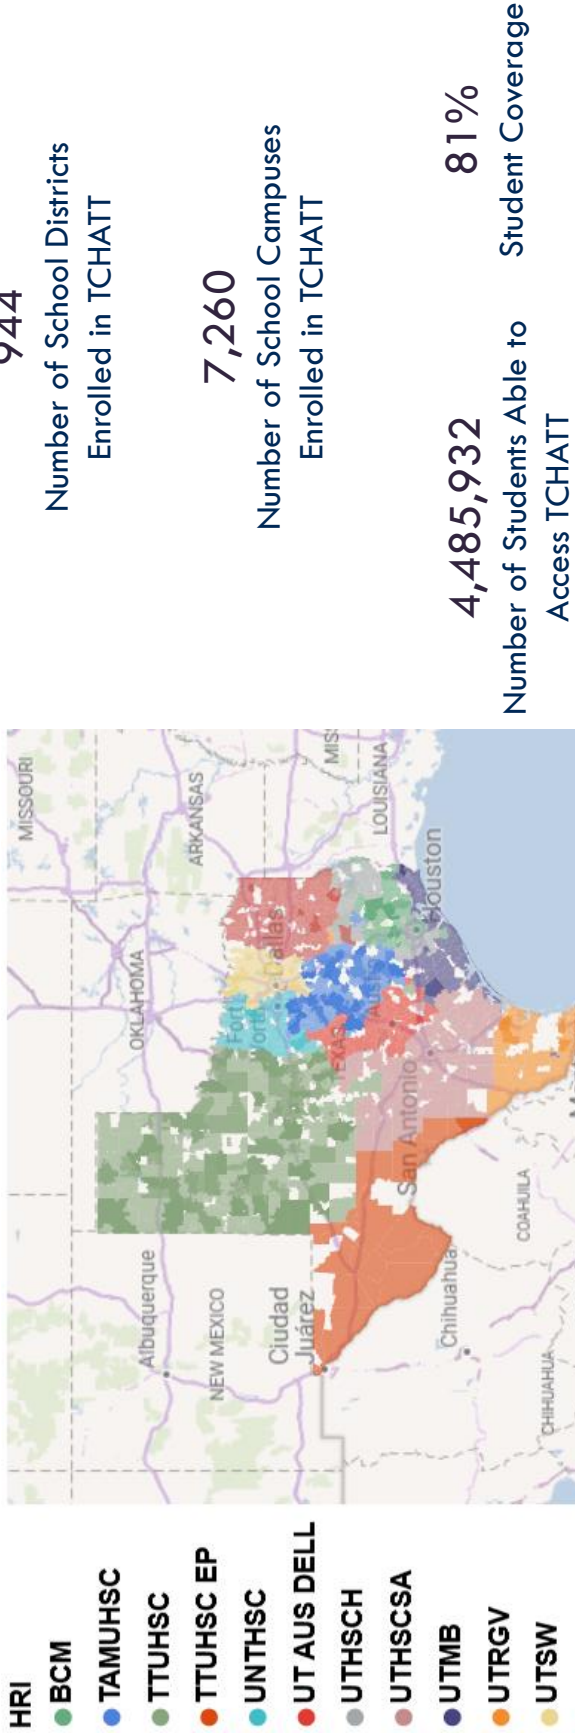 HRI
BCM
TAMUHSC
TTUHSC
TTUHSC EP
UNTHSC
UT AUS DELL
UTHSCH
UTHSCSA
UTMB
UTRGV
UTSW
MISSOURI
OKLAHOMA
ARKANSAS
Albuquerque
NEW MEXICO
Fort
Dallas
MIS
Ciudad
Juárez
LOUISIANA
EXAS
Austin
San Antonio
Houston
Chihuahua
COAHUILA
CHIHUAHUA
944
Number of School Districts
Enrolled in TCHATT
7,260
Number of School Campuses
Enrolled in TCHATT
4,485,932
Number of Students Able to
Access TCHATT
81%
Student Coverage